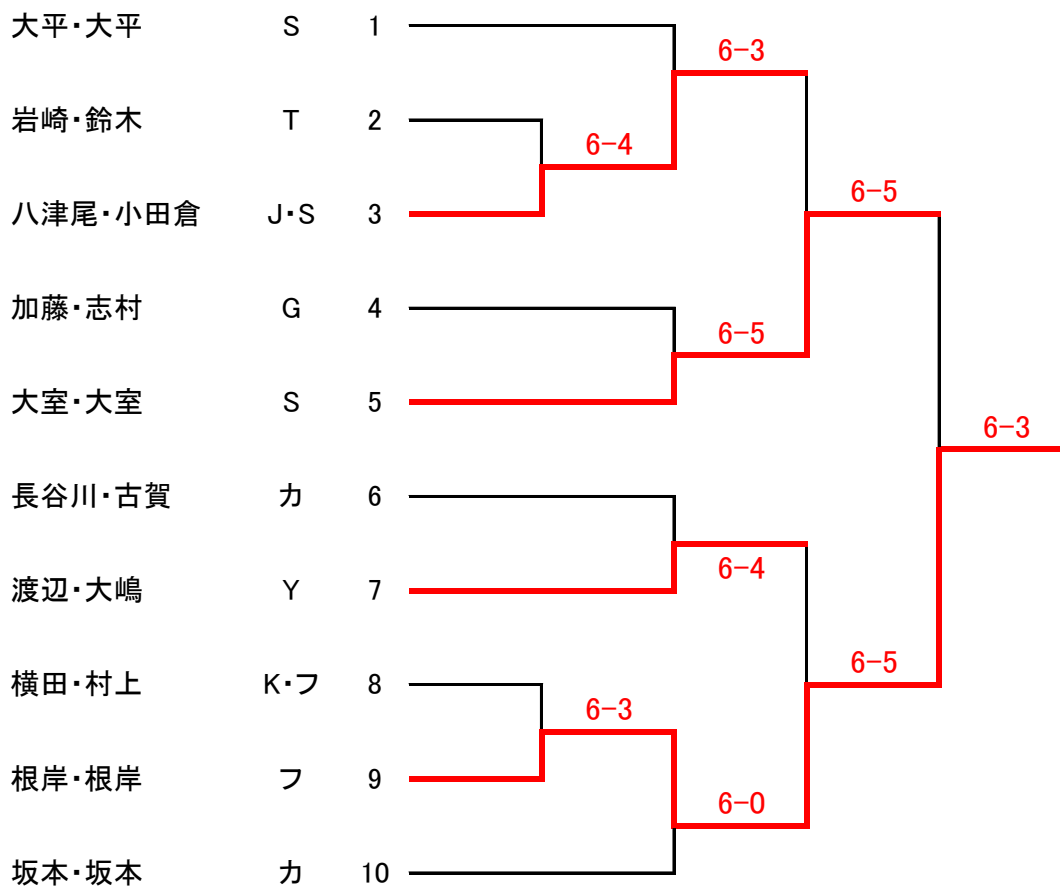 大平・大平 S 1
6-3
岩崎・鈴木 T 2
6-4
6-5
八津尾・小田倉 J・S 3
加藤・志村 G 4
6-5
大室・大室 S 5
6-3
長谷川・古賀 カ 6
6-4
渡辺・大嶋 Y 7
6-5
横田・村上 K・フ 8
6-3
根岸・根岸 フ 9
6-0
坂本・坂本 カ 10